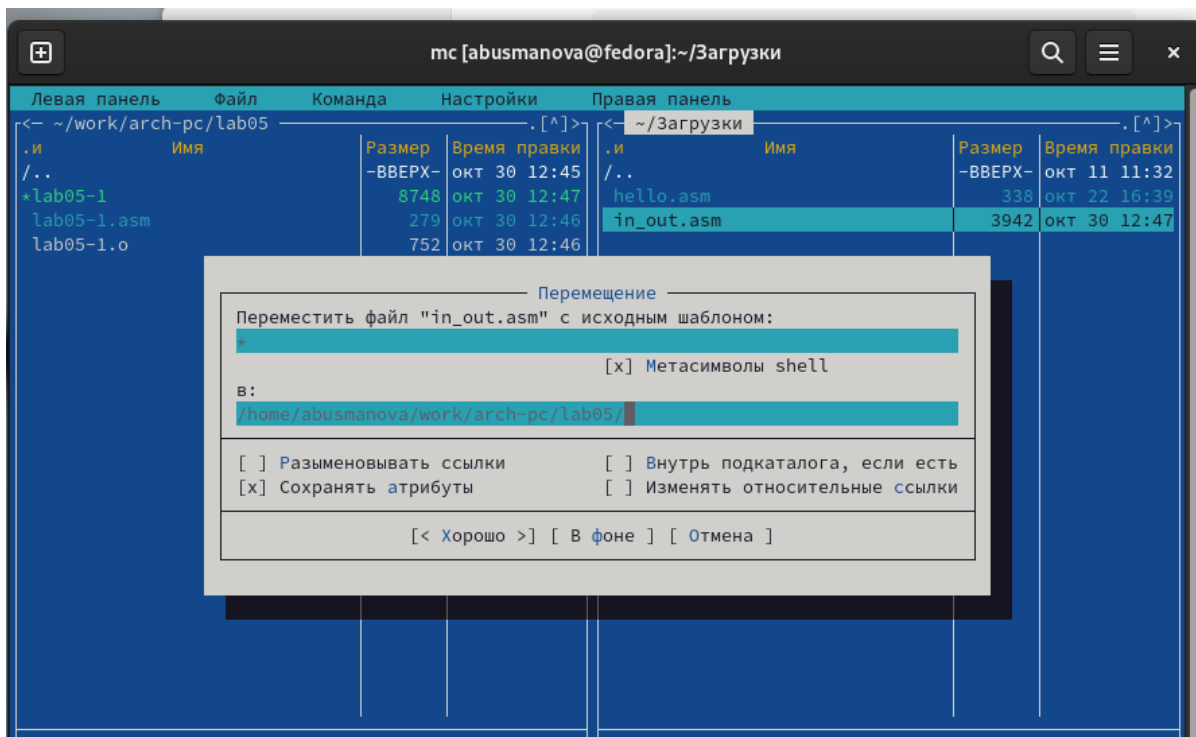 mc [abusmanova@fedora]:~/Загрузки
Левая панель Файл Команда Настройки Правая панель
<— ~/work/arch-pc/lab05 .[^]> <— ~/Загрузки .[^]>
.и Имя Размер Время правки .и Имя Размер Время правки
/.. -ВВЕРХ- окт 30 12:45 /.. -ВВЕРХ- окт 11 11:32
*lab05-1 8748 окт 30 12:47 hello.asm 338 окт 22 16:39
lab05-1.asm 279 окт 30 12:46 in_out.asm 3942 окт 30 12:47
lab05-1.o 752 окт 30 12:46
Перемещение
Переместить файл "in_out.asm" с исходным шаблоном:
*
[x] Метасимволы shell
в:
/home/abusmanova/work/arch-pc/lab05/
[ ] Разыменовывать ссылки [ ] Внутрь подкаталога, если есть
[x] Сохранять атрибуты [ ] Изменять относительные ссылки
[< Хорошо >] [ В фоне ] [ Отмена ]